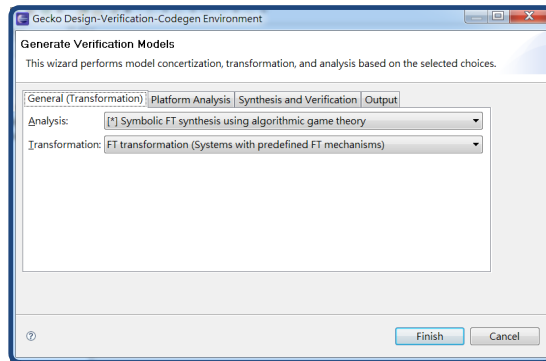 Gecko Design-Verification-Codegen Environment
Generate Verification Models
This wizard performs model concertization, transformation, and analysis based on the selected choices.
General (Transformation) Platform Analysis Synthesis and Verification Output
Analysis: [*] Symbolic FT synthesis using algorithmic game theory
Transformation: FT transformation (Systems with predefined FT mechanisms)
Finish Cancel